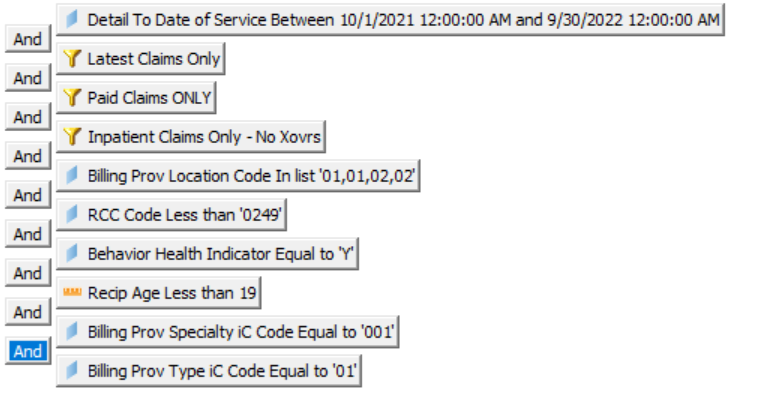 Detail To Date of Service Between 10/1/2021 12:00:00 AM and 9/30/2022 12:00:00 AM
And
Latest Claims Only
And
Paid Claims ONLY
And
Inpatient Claims Only - No Xovrs
And
Billing Prov Location Code In list '01,01,02,02'
And
RCC Code Less than '0249'
And
Behavior Health Indicator Equal to 'Y'
And
Recip Age Less than 19
And
Billing Prov Specialty iC Code Equal to '001'
And
Billing Prov Type iC Code Equal to '01'